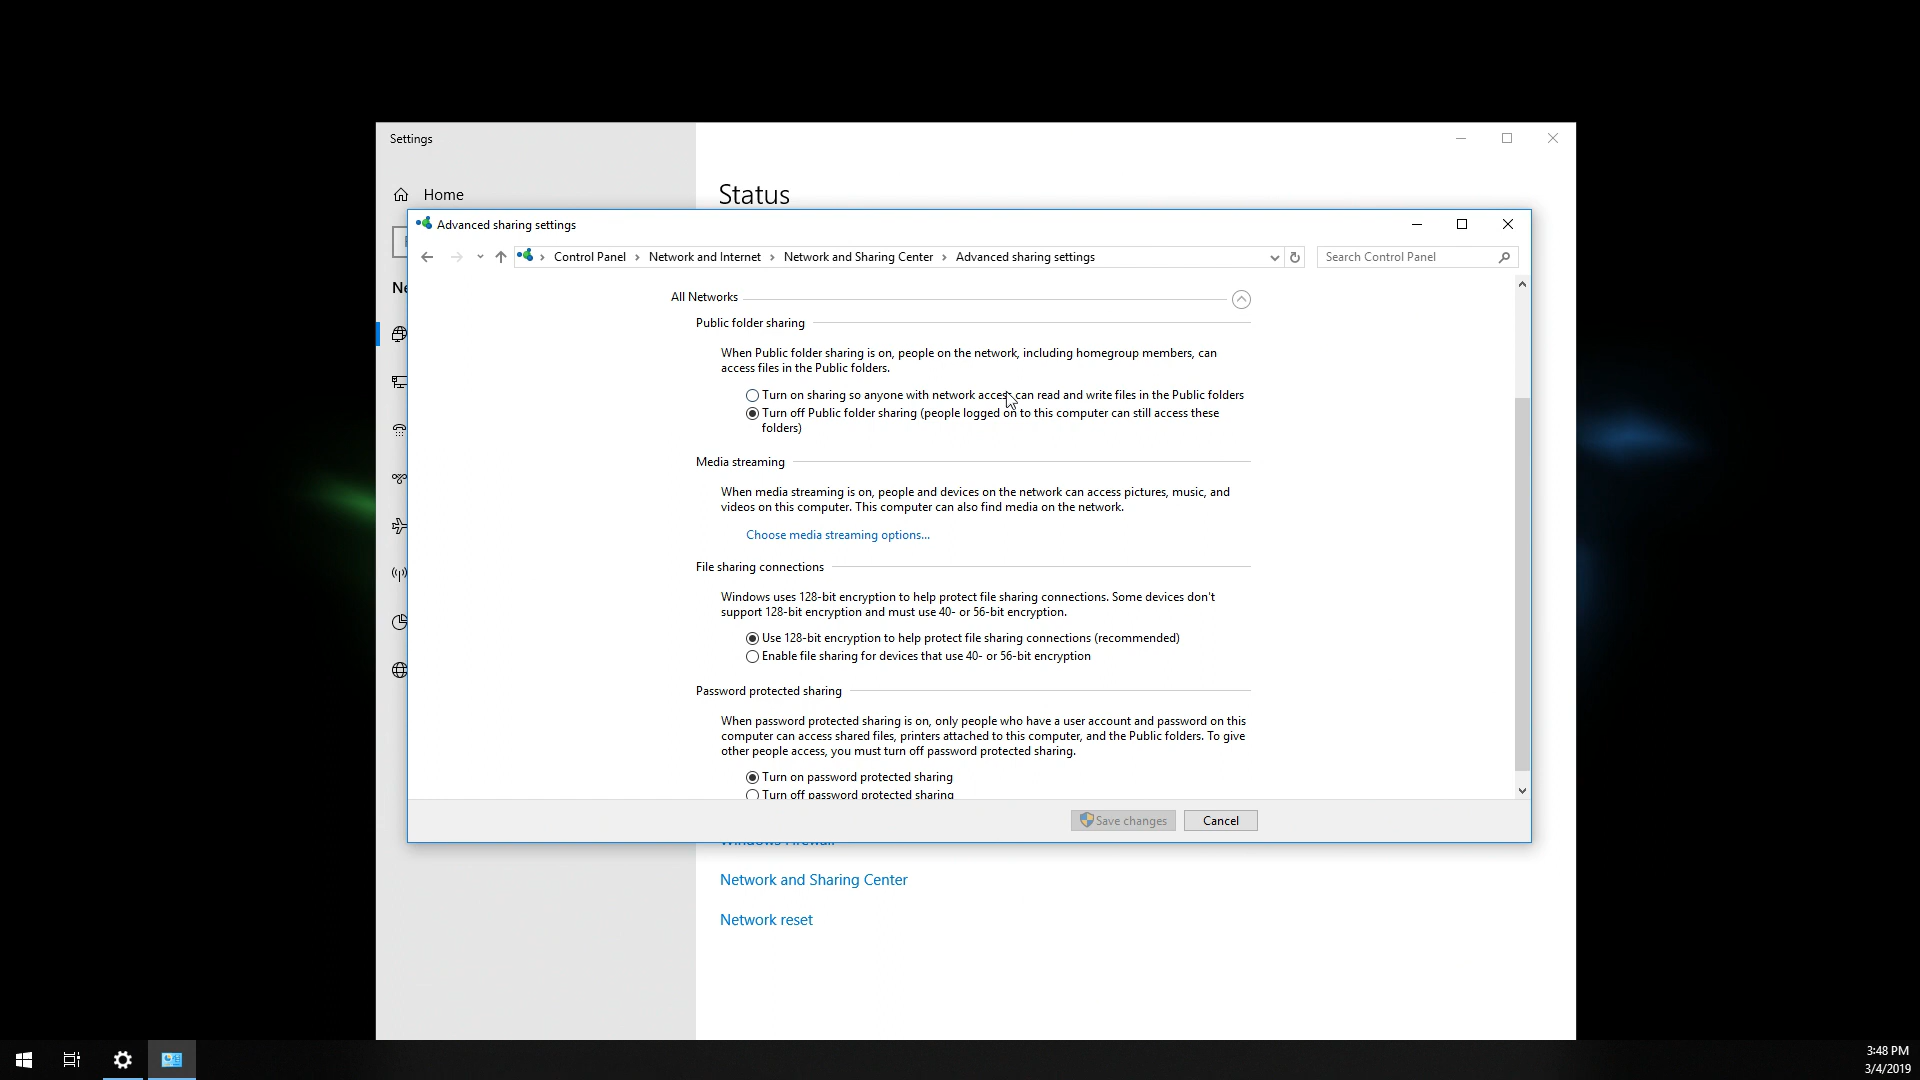 Settings
Home
Status
Advanced sharing settings
Control Panel > Network and Internet > Network and Sharing Center > Advanced sharing settings
Search Control Panel
All Networks
Public folder sharing
When Public folder sharing is on, people on the network, including homegroup members, can
access files in the Public folders.
Turn on sharing so anyone with network access can read and write files in the Public folders
Turn off Public folder sharing (people logged on to this computer can still access these
folders)
Media streaming
When media streaming is on, people and devices on the network can access pictures, music, and
videos on this computer. This computer can also find media on the network.
Choose media streaming options...
File sharing connections
Windows uses 128-bit encryption to help protect file sharing connections. Some devices don't
support 128-bit encryption and must use 40- or 56-bit encryption.
Use 128-bit encryption to help protect file sharing connections (recommended)
Enable file sharing for devices that use 40- or 56-bit encryption
Password protected sharing
When password protected sharing is on, only people who have a user account and password on this
computer can access shared files, printers attached to this computer, and the Public folders. To give
other people access, you must turn off password protected sharing.
Turn on password protected sharing
Turn off password protected sharing
Save changes
Cancel
Windows Firewall
Network and Sharing Center
Network reset
3:48 PM
3/4/2019